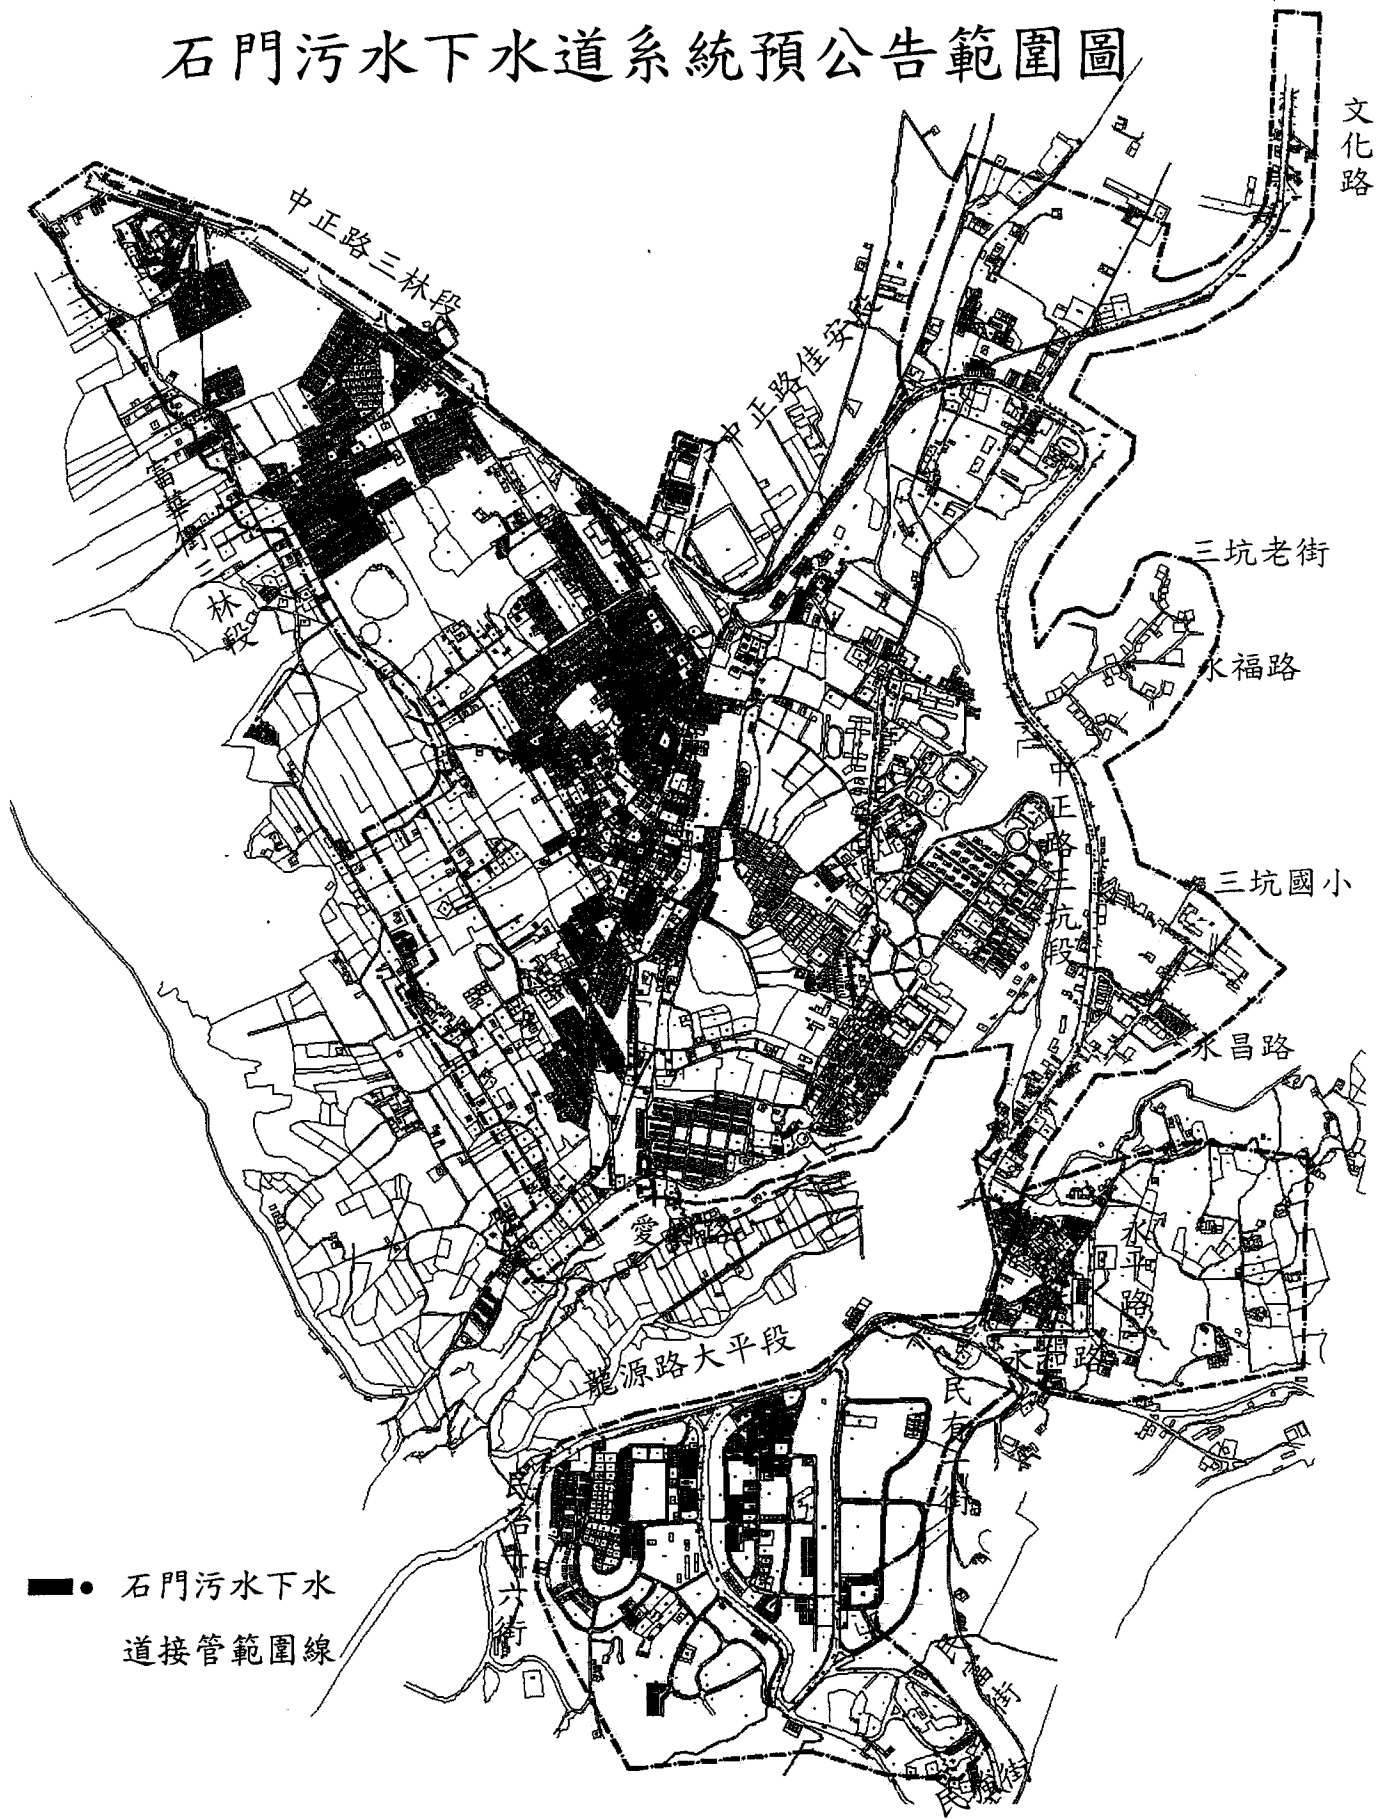 石門污水下水道系統預公告範圍圖
文化路
中正路三林段
中正路佳安段
富華街三林段
三坑老街
永福路
中正路三坑段
三坑國小
永昌路
愛國路
永平路
龍源路大平段
永福路
民有一街
民治十六街
民富街
石門污水下水
道接管範圍線